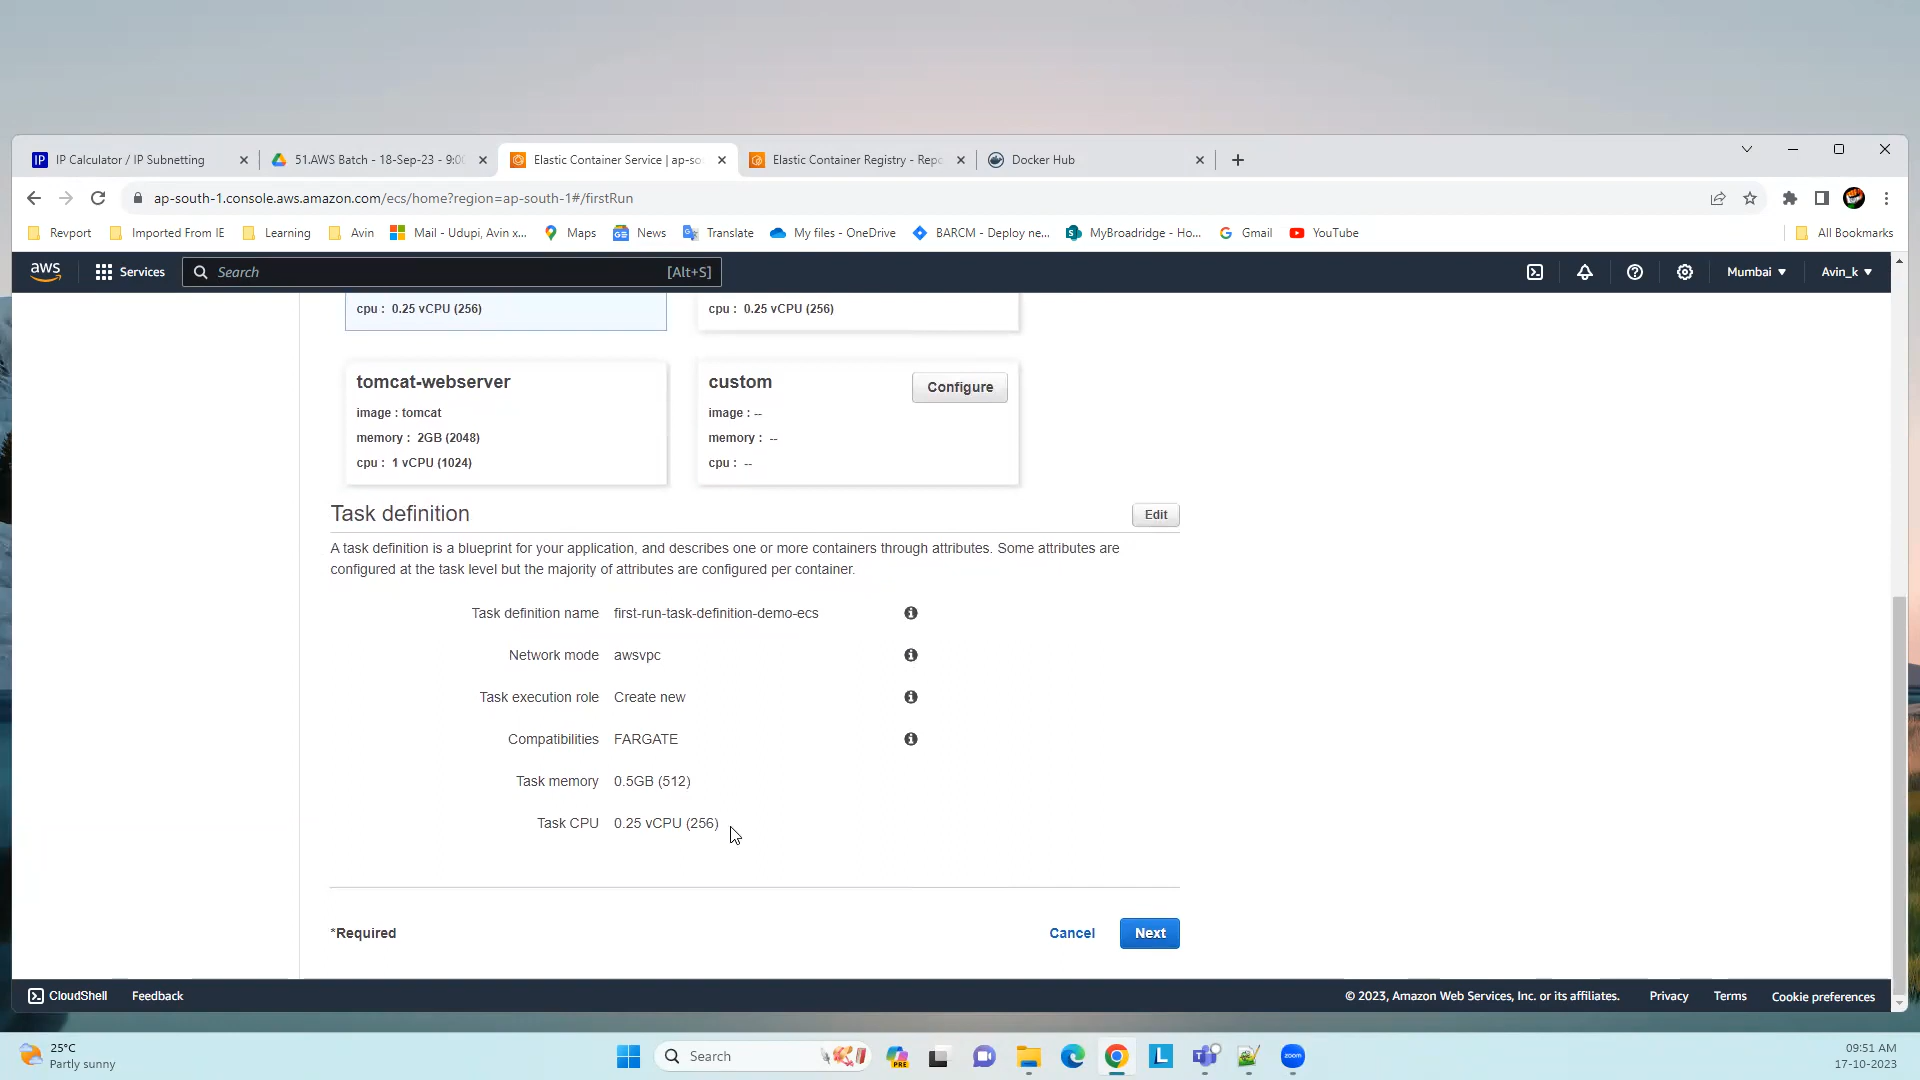 IP Calculator / IP Subnetting
51.AWS Batch - 18-Sep-23 - 9:00
Elastic Container Service | ap-so
Elastic Container Registry - Repo
Docker Hub
ap-south-1.console.aws.amazon.com/ecs/home?region=ap-south-1#/firstRun
Revport
Imported From IE
Learning
Avin
Mail - Udupi, Avin x...
Maps
News
Translate
My files - OneDrive
BARCM - Deploy ne...
MyBroadridge - Ho...
Gmail
YouTube
All Bookmarks
aws
Services
Search
[Alt+S]
Mumbai
Avin_k
cpu : 0.25 vCPU (256)
cpu : 0.25 vCPU (256)
tomcat-webserver
image : tomcat
memory : 2GB (2048)
cpu : 1 vCPU (1024)
custom
Configure
image : --
memory : --
cpu : --
Task definition
Edit
A task definition is a blueprint for your application, and describes one or more containers through attributes. Some attributes are
configured at the task level but the majority of attributes are configured per container.
Task definition name first-run-task-definition-demo-ecs
Network mode awsvpc
Task execution role Create new
Compatibilities FARGATE
Task memory 0.5GB (512)
Task CPU 0.25 vCPU (256)
*Required
Cancel
Next
CloudShell
Feedback
© 2023, Amazon Web Services, Inc. or its affiliates.
Privacy
Terms
Cookie preferences
25°C
Partly sunny
Search
PRE
L
zoom
09:51 AM
17-10-2023